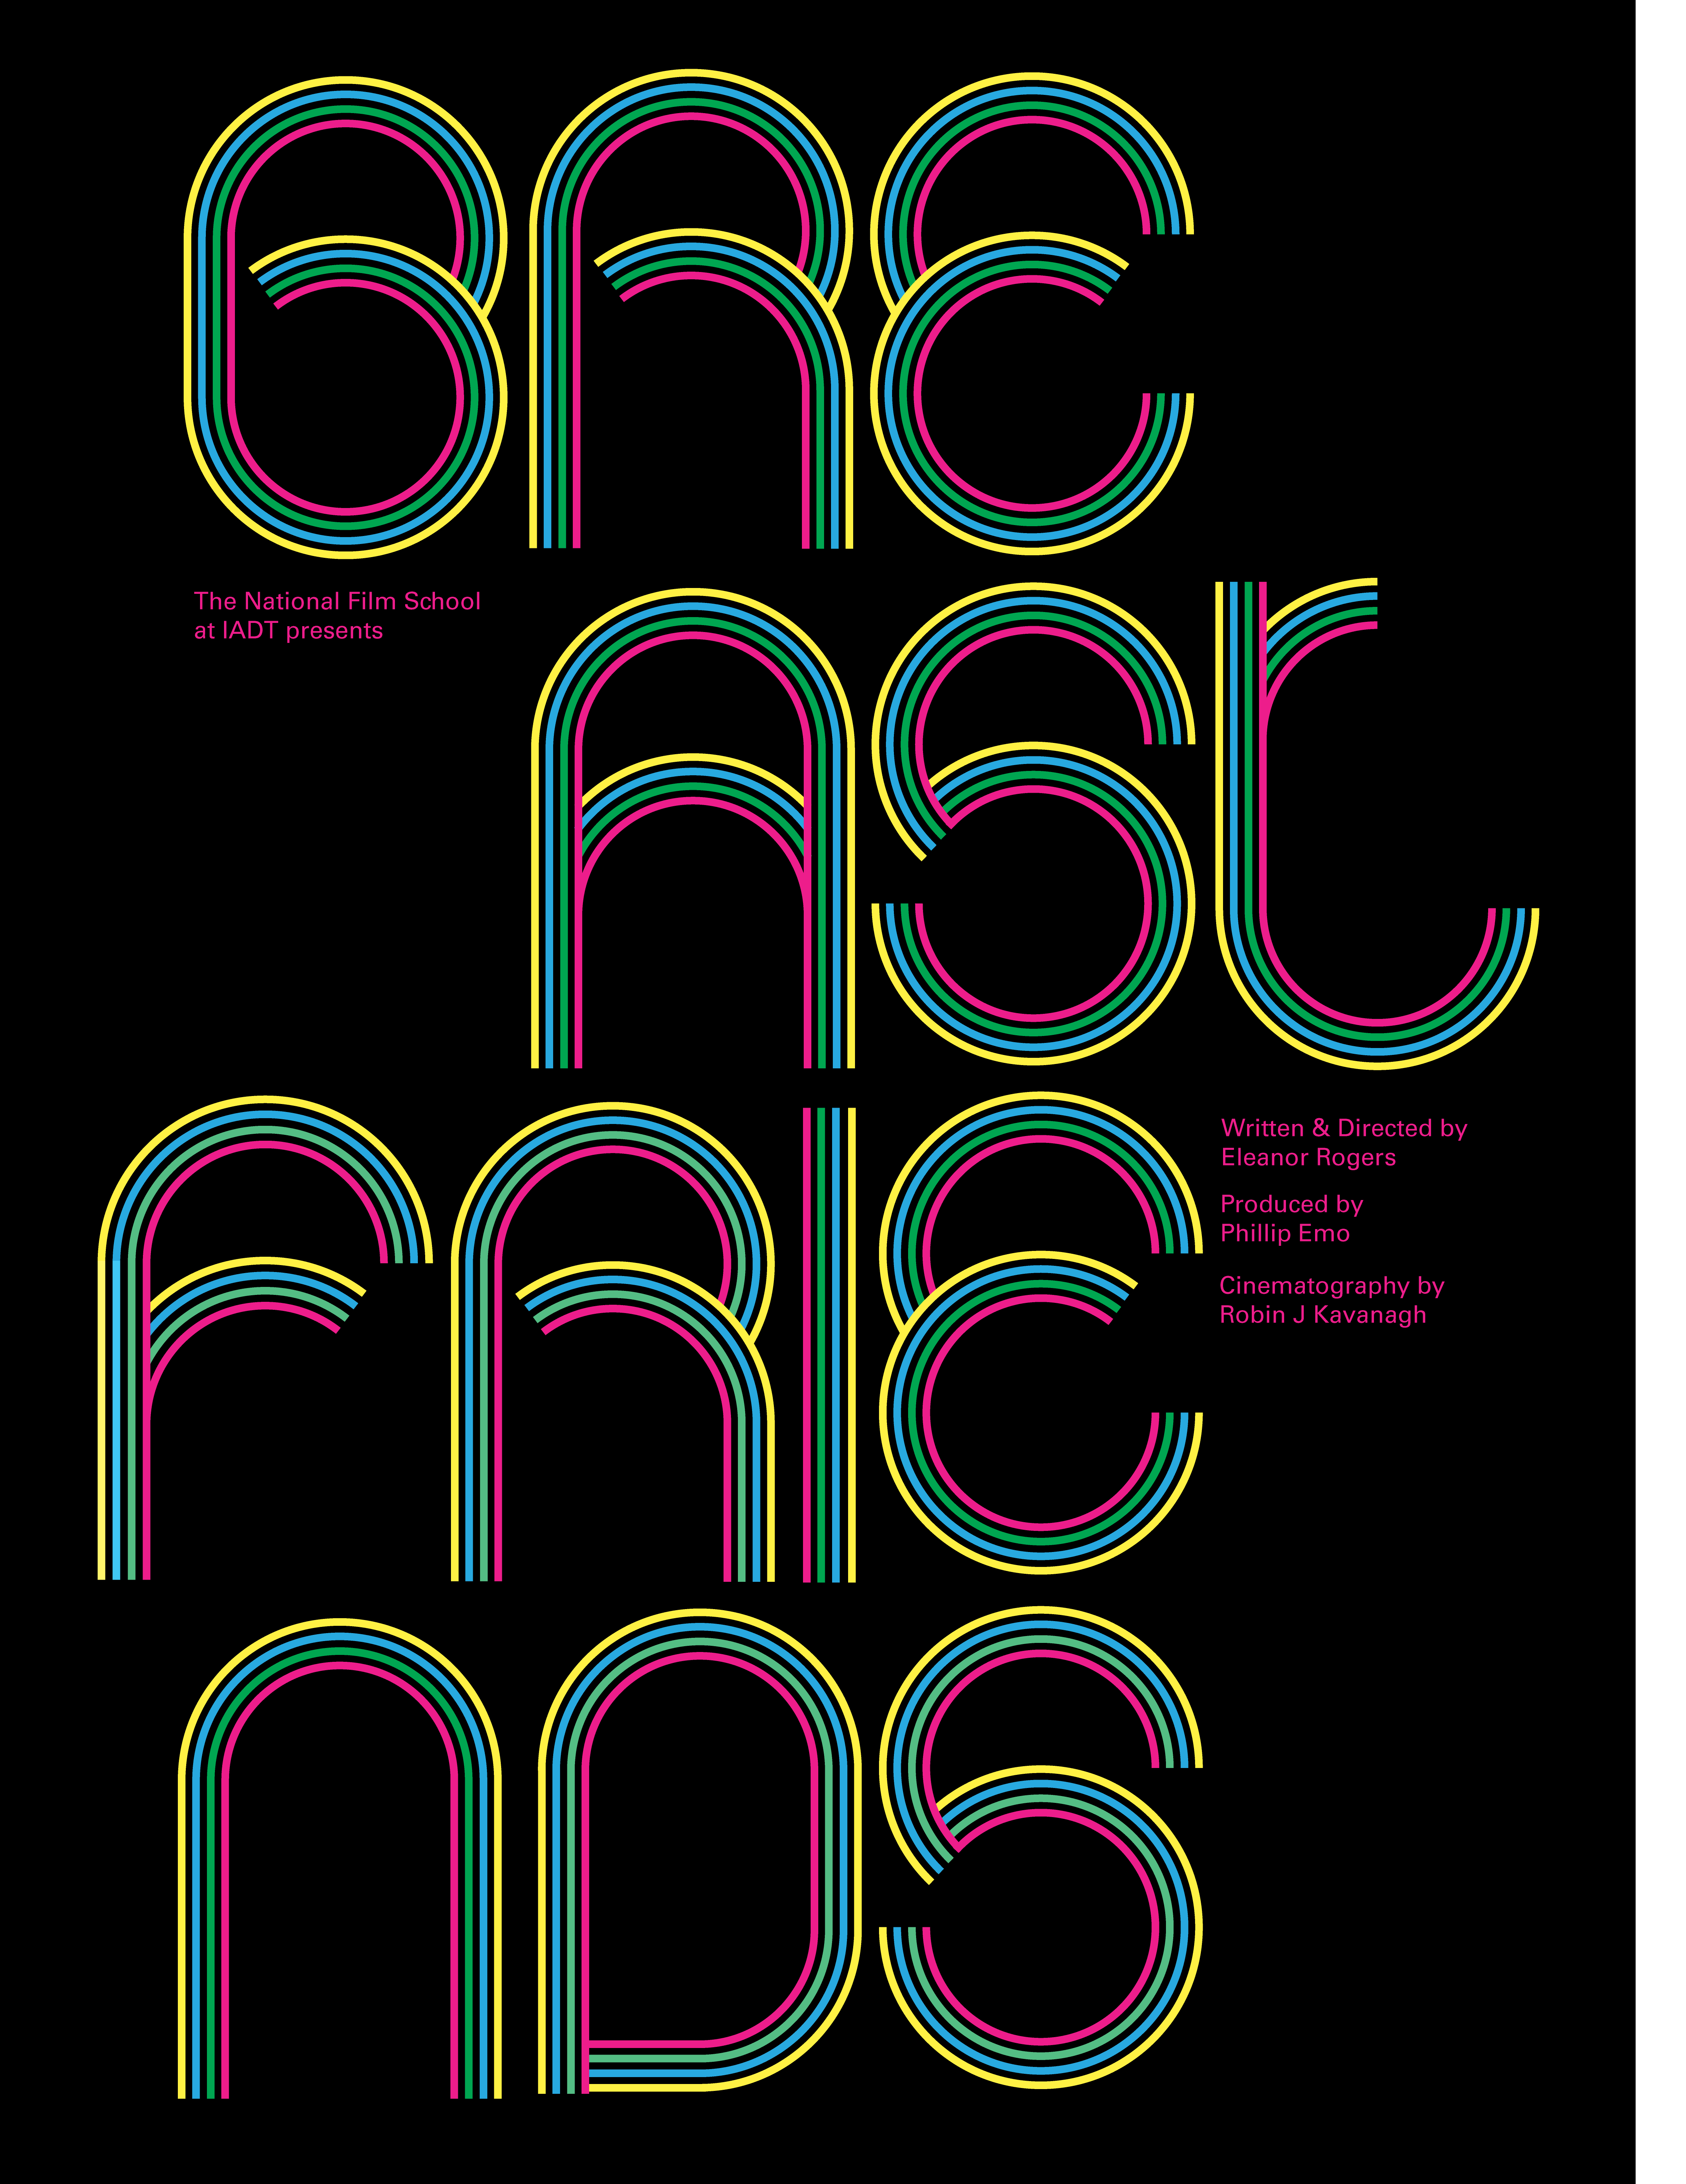 BRE
The National Film School
at IADT presents
AST
FRIE
Written & Directed by
Eleanor Rogers
Produced by
Phillip Emo
Cinematography by
Robin J Kavanagh
NDS